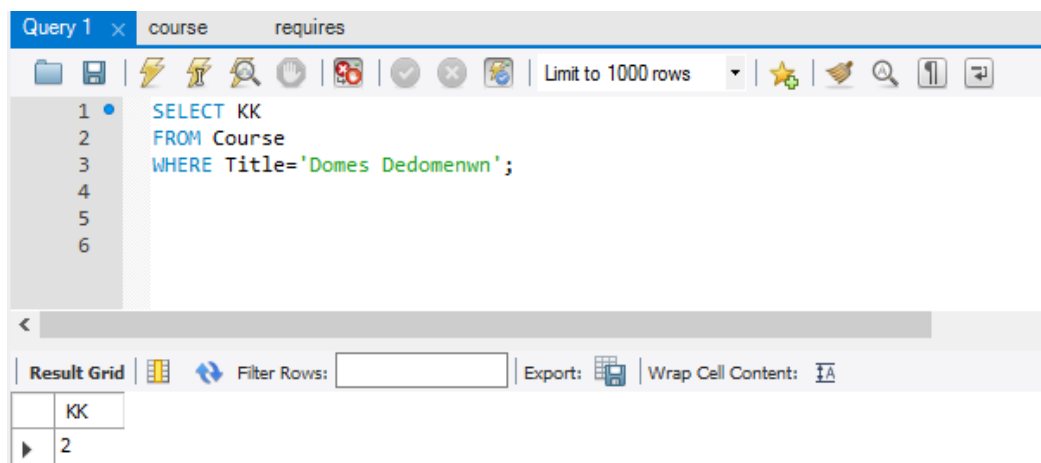 Query 1 × course requires
Limit to 1000 rows
1 SELECT KK
2 FROM Course
3 WHERE Title='Domes Dedomenwn';
4
5
6
Result Grid Filter Rows: Export: Wrap Cell Content: IA
KK
2